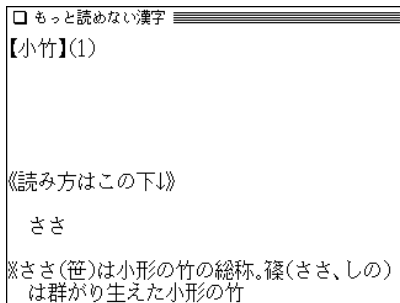 もっと読めない漢字
【小竹】(1)
《読み方はこの下↓》
ささ
※ささ(笹)は小形の竹の総称。篠(ささ、しの)
は群がり生えた小形の竹